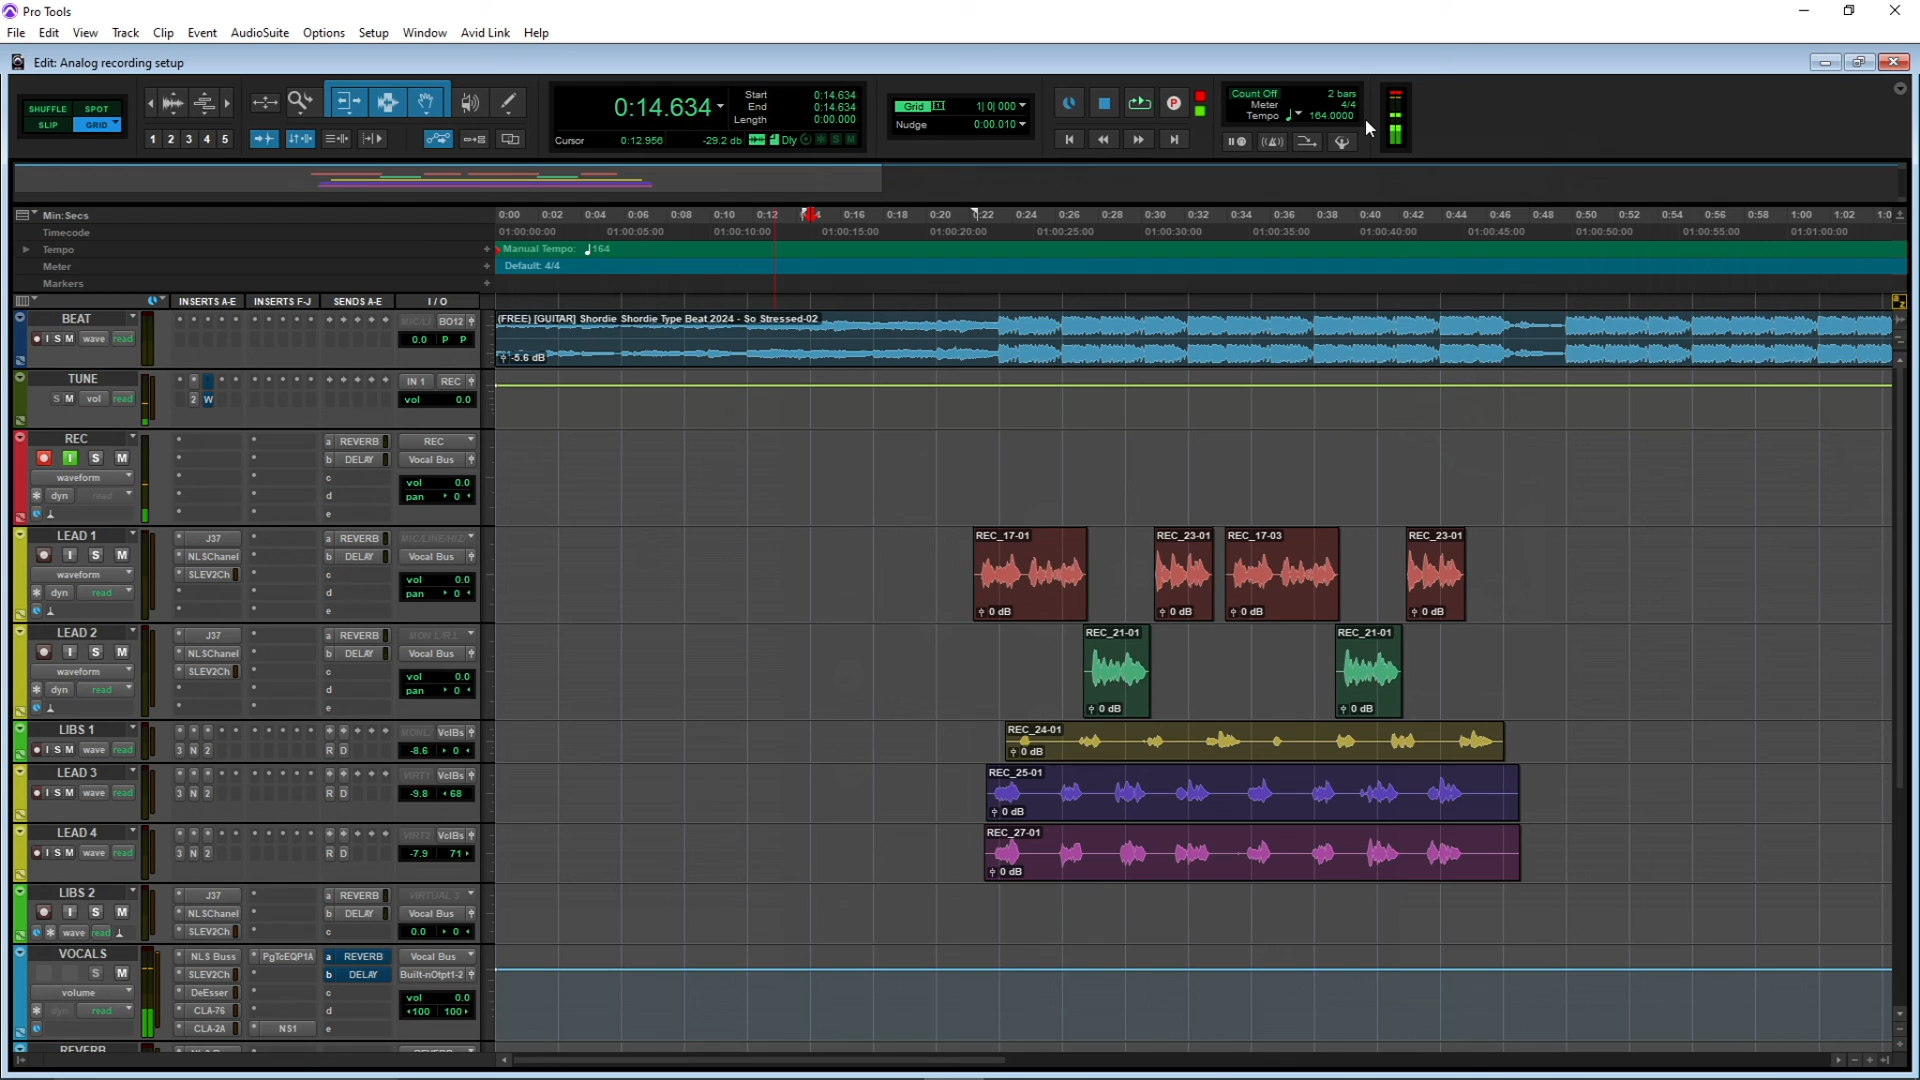 Pro Tools
File Edit View Track Clip Event AudioSuite Options Setup Window Avid Link Help
Edit: Analog recording setup
SHUFFLE SPOT
SLIP GRID
1 2 3 4 5
0:14.634
Start 0:14.634
End 0:14.634
Length 0:00.000
Cursor 0:12.956 -29.2 db Dly S M
Grid 1| 0| 000
Nudge 0:00.010
Count Off 2 bars
Meter 4/4
Tempo 164.0000
Min:Secs 0:00 0:02 0:04 0:06 0:08 0:10 0:12 0:16 0:18 0:20 0:22 0:24 0:26 0:28 0:30 0:32 0:34 0:36 0:38 0:40 0:42 0:44 0:46 0:48 0:50 0:52 0:54 0:56 0:58 1:00 1:02
Timecode 01:00:00:00 01:00:05:00 01:00:10:00 01:00:15:00 01:00:20:00 01:00:25:00 01:00:30:00 01:00:35:00 01:00:40:00 01:00:45:00 01:00:50:00 01:00:55:00 01:01:00:00
Tempo + Manual Tempo: 164
Meter + Default: 4/4
Markers +
INSERTS A-E INSERTS F-J SENDS A-E I / O
BEAT BO12 (FREE) [GUITAR] Shordie Shordie Type Beat 2024 - So Stressed-02
I S M wave read 0.0 P P
-5.6 dB
TUNE IN 1 REC
S M vol read 2 W vol 0.0
REC a REVERB REC
I S M b DELAY Vocal Bus
waveform c vol 0.0
dyn read d pan 0
e
LEAD 1 J37 a REVERB MIC/LINE/HIZ REC_17-01 REC_23-01 REC_17-03 REC_23-01
I S M NLSChanel b DELAY Vocal Bus
waveform SLEV2Ch c vol 0.0
dyn read d pan 0
e 0 dB 0 dB 0 dB 0 dB
LEAD 2 J37 a REVERB MON L/R.L REC_21-01 REC_21-01
I S M NLSChanel b DELAY Vocal Bus
waveform SLEV2Ch c vol 0.0
dyn read d pan 0
e 0 dB 0 dB
LIBS 1 VclBs REC_24-01
I S M wave read 3 N 2 R D -8.6 0 0 dB
LEAD 3 VIRT1 VclBs REC_25-01
I S M wave read 3 N 2 R D -9.8 68
0 dB
LEAD 4 VIRT2 VclBs REC_27-01
I S M wave read 3 N 2 R D -7.9 71
0 dB
LIBS 2 J37 a REVERB VIRTUAL 3
I S M NLSChanel b DELAY Vocal Bus
wave read SLEV2Ch c 0.0 0
VOCALS NLS Buss PgTcEQP1A a REVERB Vocal Bus
S M SLEV2Ch b DELAY Built-nOtpt1-2
volume DeEsser c vol 0.0
dyn read CLA-76 d 100 100
CLA-2A NS1 e
REVERB